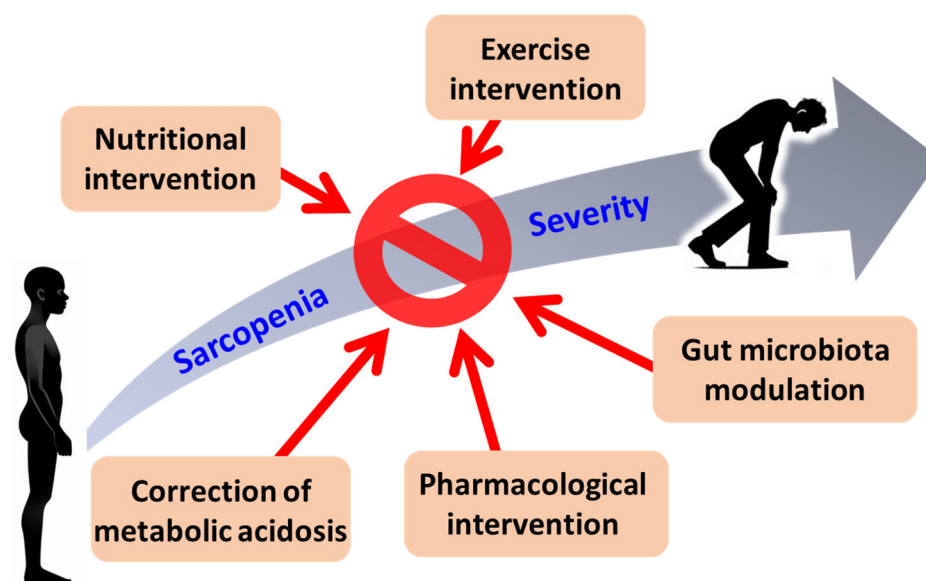 Exercise
intervention
Nutritional
intervention
Severity
Sarcopenia
Gut microbiota
modulation
Correction of
metabolic acidosis
Pharmacological
intervention